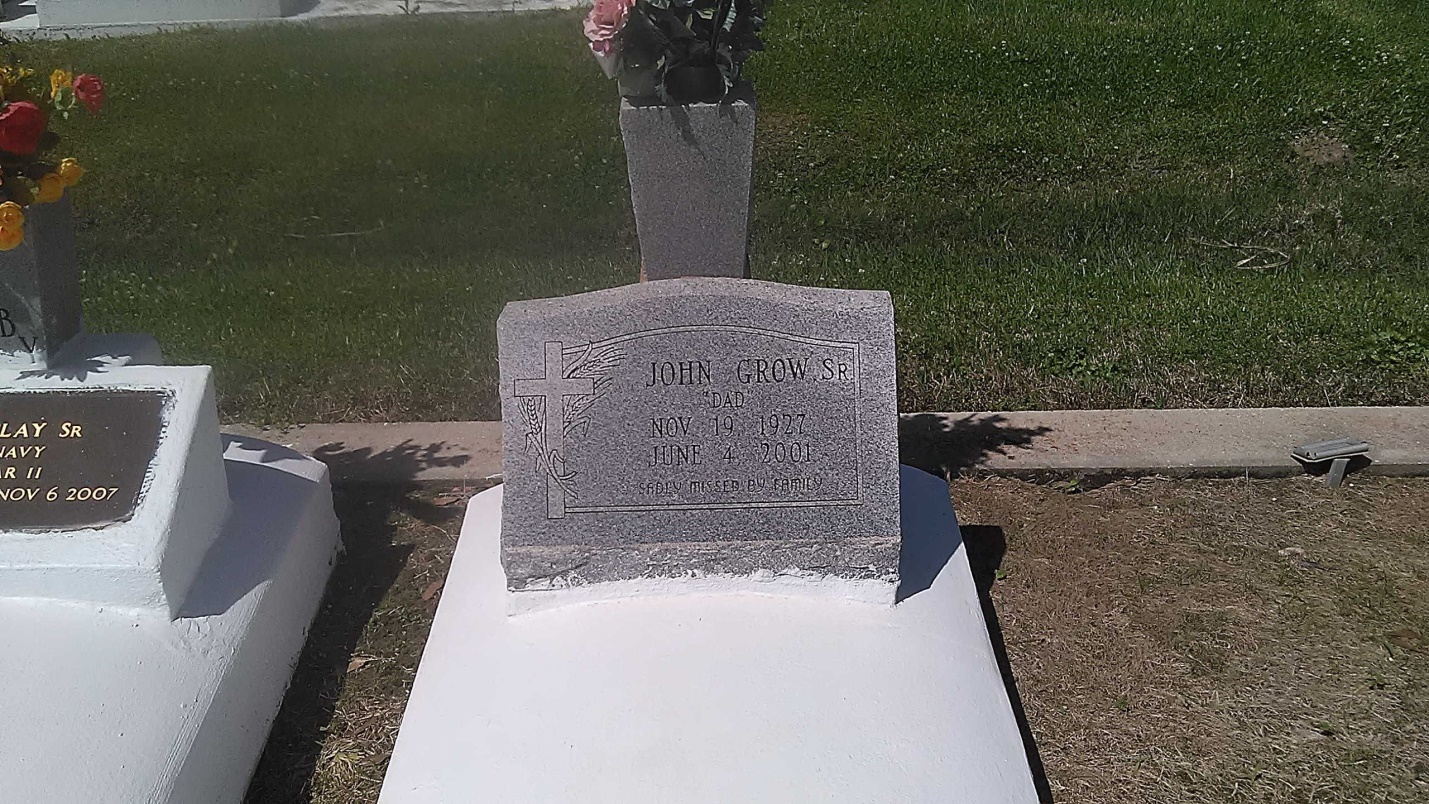 B
V
LAY SR
NAVY
AR II
NOV 6 2007
JOHN GROW, SR
"DAD"
NOV 19 1927
JUNE 4 2001
SADLY MISSED BY FAMILY